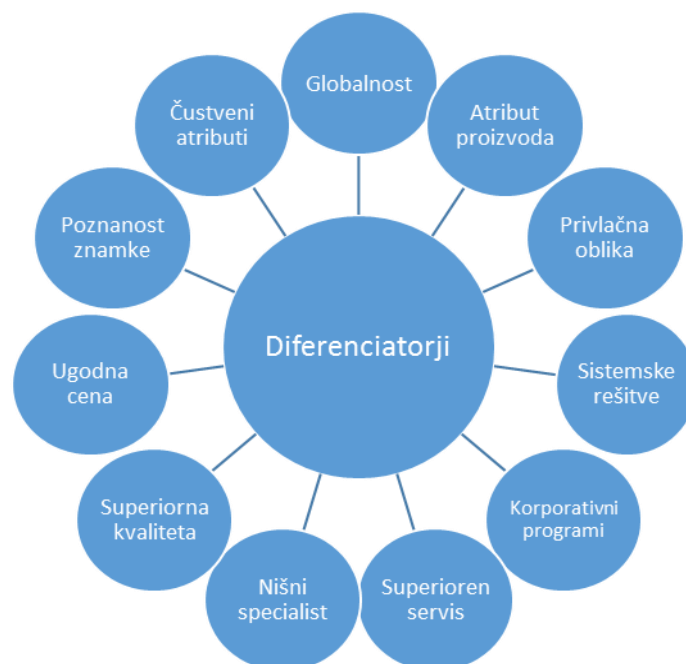 Globalnost
Atribut
proizvoda
Privlačna
oblika
Sistemske
rešitve
Korporativni
programi
Superioren
servis
Nišni
specialist
Superiorna
kvaliteta
Ugodna
cena
Poznanost
znamke
Čustveni
atributi
Diferenciatorji